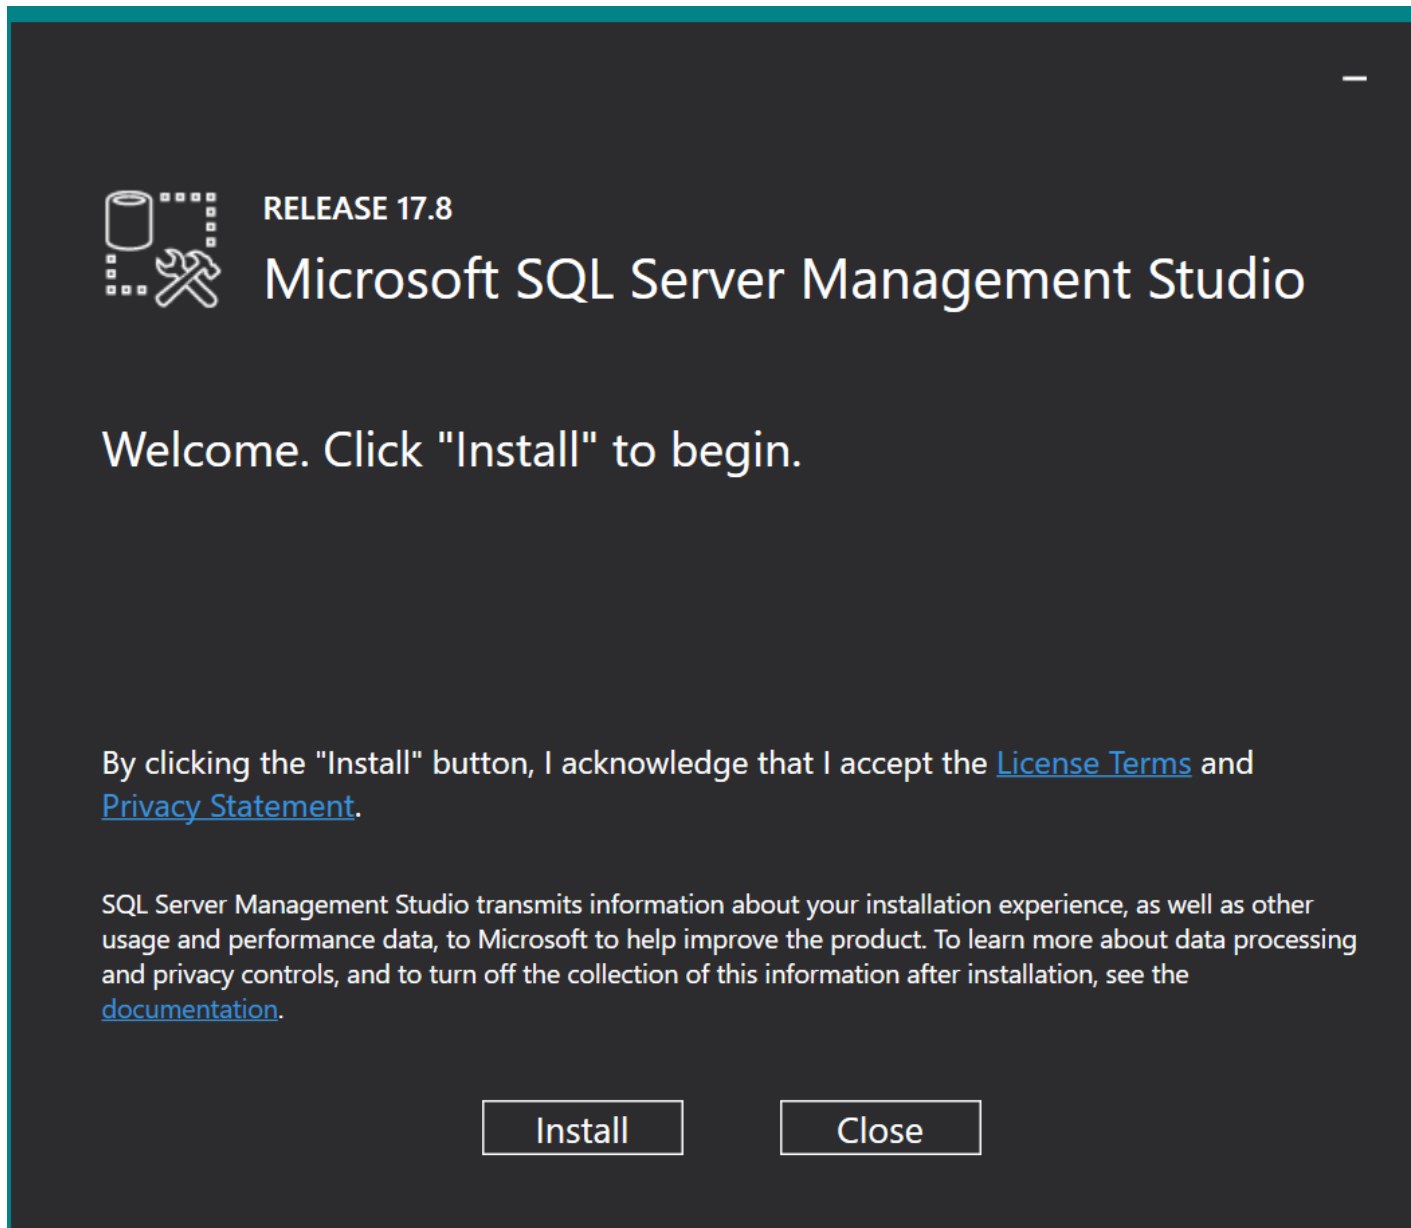 RELEASE 17.8
Microsoft SQL Server Management Studio
Welcome. Click "Install" to begin.
By clicking the "Install" button, I acknowledge that I accept the License Terms and
Privacy Statement.
SQL Server Management Studio transmits information about your installation experience, as well as other
usage and performance data, to Microsoft to help improve the product. To learn more about data processing
and privacy controls, and to turn off the collection of this information after installation, see the
documentation.
Install
Close